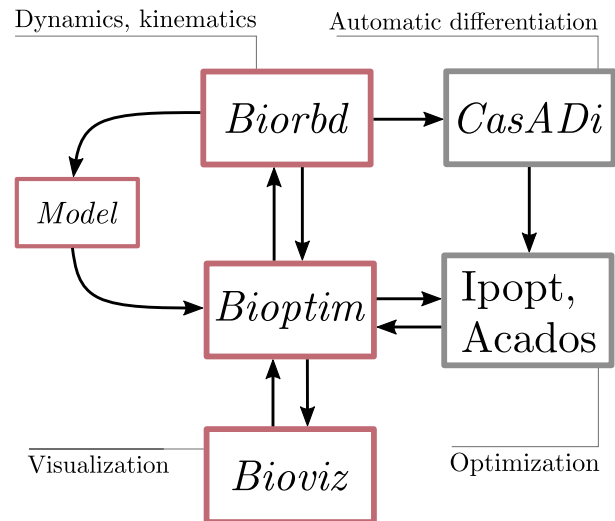 Dynamics, kinematics
Automatic differentiation
Biorbd
CasADi
Model
Bioptim
Ipopt,
Acados
Visualization
Optimization
Bioviz